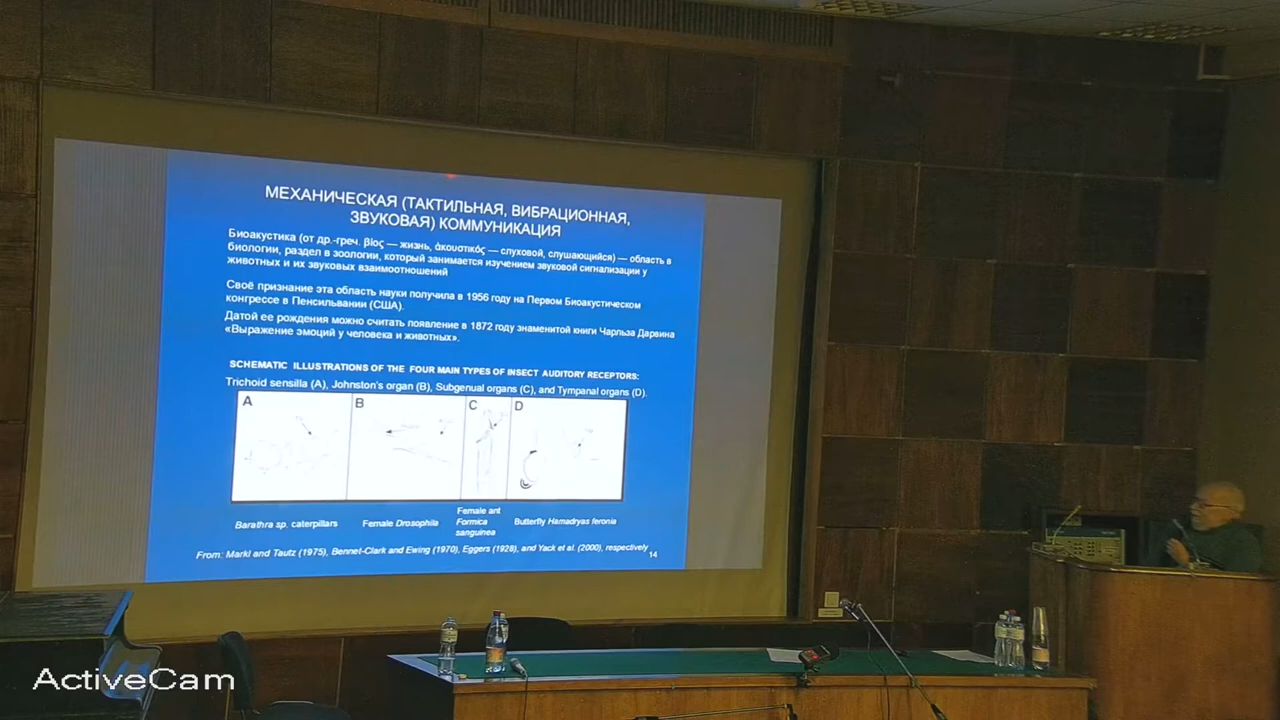 МЕХАНИЧЕСКАЯ (ТАКТИЛЬНАЯ, ВИБРАЦИОННАЯ,
ЗВУКОВАЯ) КОММУНИКАЦИЯ
Биоакустика (от др.-греч. βίος — жизнь, ἀκουστικός — слуховой, слушающийся) — область в
биологии, раздел в зоологии, который занимается изучением звуковой сигнализации у
животных и их звуковых взаимоотношений
Своё признание эта область науки получила в 1956 году на Первом Биоакустическом
конгрессе в Пенсильвании (США).
Датой ее рождения можно считать появление в 1872 году знаменитой книги Чарльза Дарвина
«Выражение эмоций у человека и животных».
SCHEMATIC ILLUSTRATIONS OF THE FOUR MAIN TYPES OF INSECT AUDITORY RECEPTORS:
Trichoid sensilla (A), Johnston's organ (B), Subgenual organs (C), and Tympanal organs (D).
A B C D
Barathra sp. caterpillars
Female Drosophila
Female ant
Formica
sanguinea
Butterfly Hamadryas feronia
From: Markl and Tautz (1975), Bennet-Clark and Ewing (1970), Eggers (1928), and Yack et al. (2000), respectively
14
ActiveCam